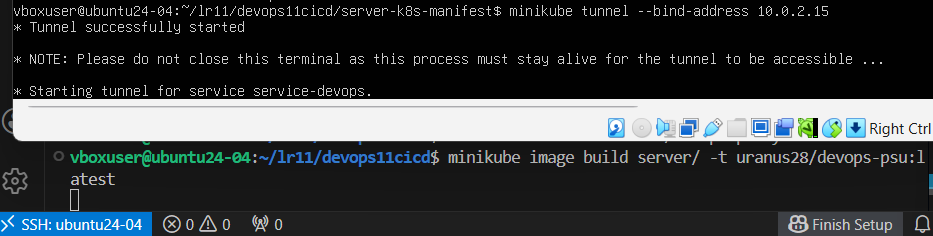 vboxuser@ubuntu24-04:~/lr11/devops11cicd/server-k8s-manifest$ minikube tunnel --bind-address 10.0.2.15
* Tunnel successfully started
* NOTE: Please do not close this terminal as this process must stay alive for the tunnel to be accessible ...
* Starting tunnel for service service-devops.
Right Ctrl
vboxuser@ubuntu24-04:~/lr11/devops11cicd$ minikube image build server/ -t uranus28/devops-psu:l
atest
SSH: ubuntu24-04 0 0 0 Finish Setup